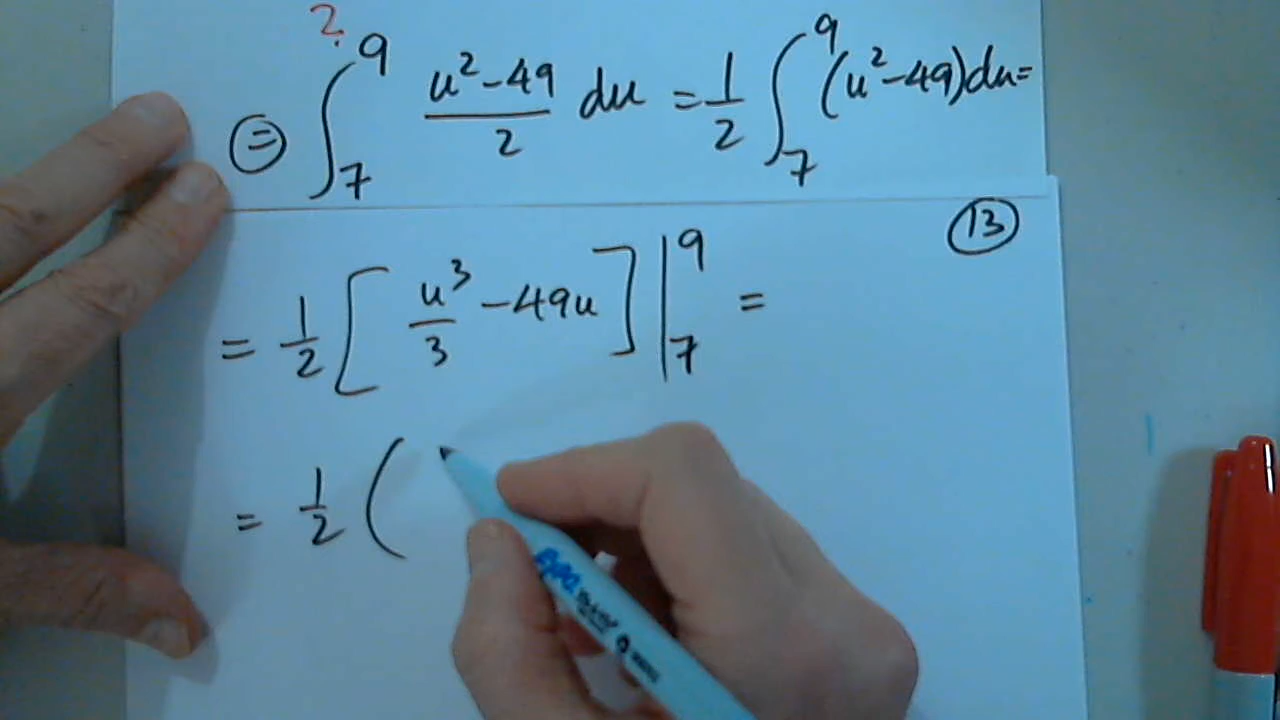 ?
⊜ ∫₇⁹ (u²-49)/2 du = 1/2 ∫₇⁹ (u²-49)du =
13
= 1/2 [ u³/3 - 49u ] |₇⁹ =
= 1/2 (
EXPO